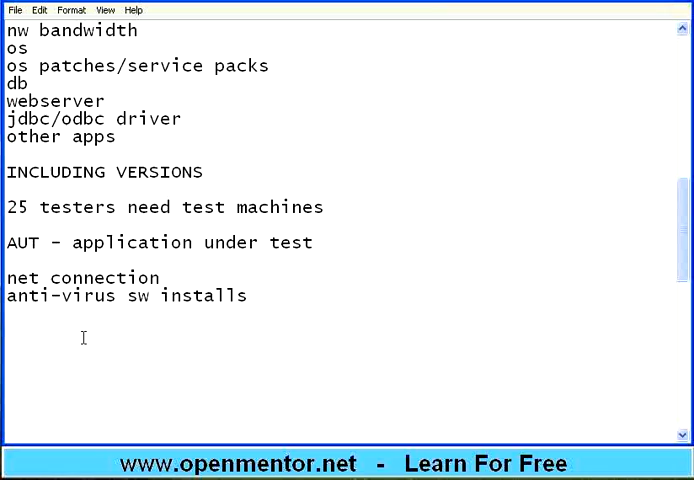 File Edit Format View Help
nw bandwidth
os
os patches/service packs
db
webserver
jdbc/odbc driver
other apps
INCLUDING VERSIONS
25 testers need test machines
AUT - application under test
net connection
anti-virus sw installs
www.openmentor.net - Learn For Free